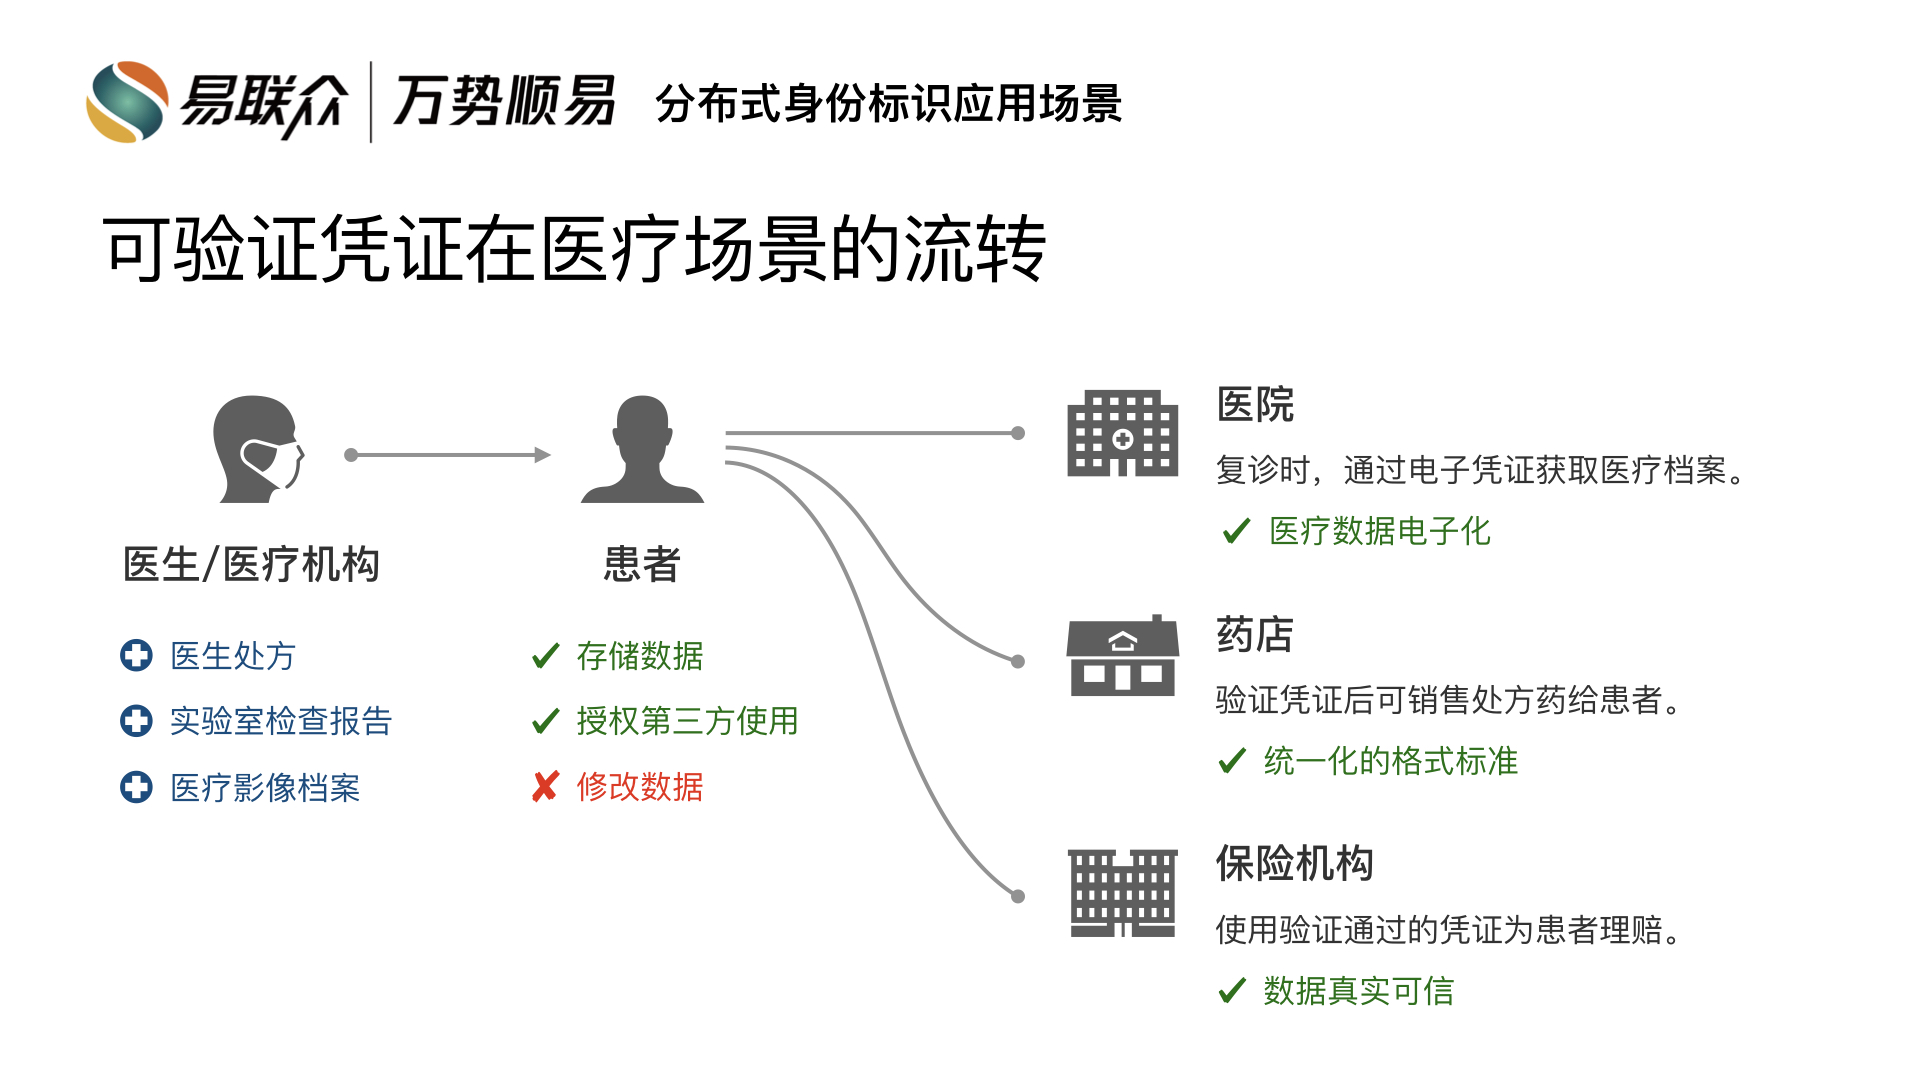 易联众 万势顺易 分布式身份标识应用场景
可验证凭证在医疗场景的流转
医生/医疗机构
医生处方
实验室检查报告
医疗影像档案
患者
存储数据
授权第三方使用
修改数据
医院
复诊时，通过电子凭证获取医疗档案。
医疗数据电子化
药店
验证凭证后可销售处方药给患者。
统一化的格式标准
保险机构
使用验证通过的凭证为患者理赔。
数据真实可信